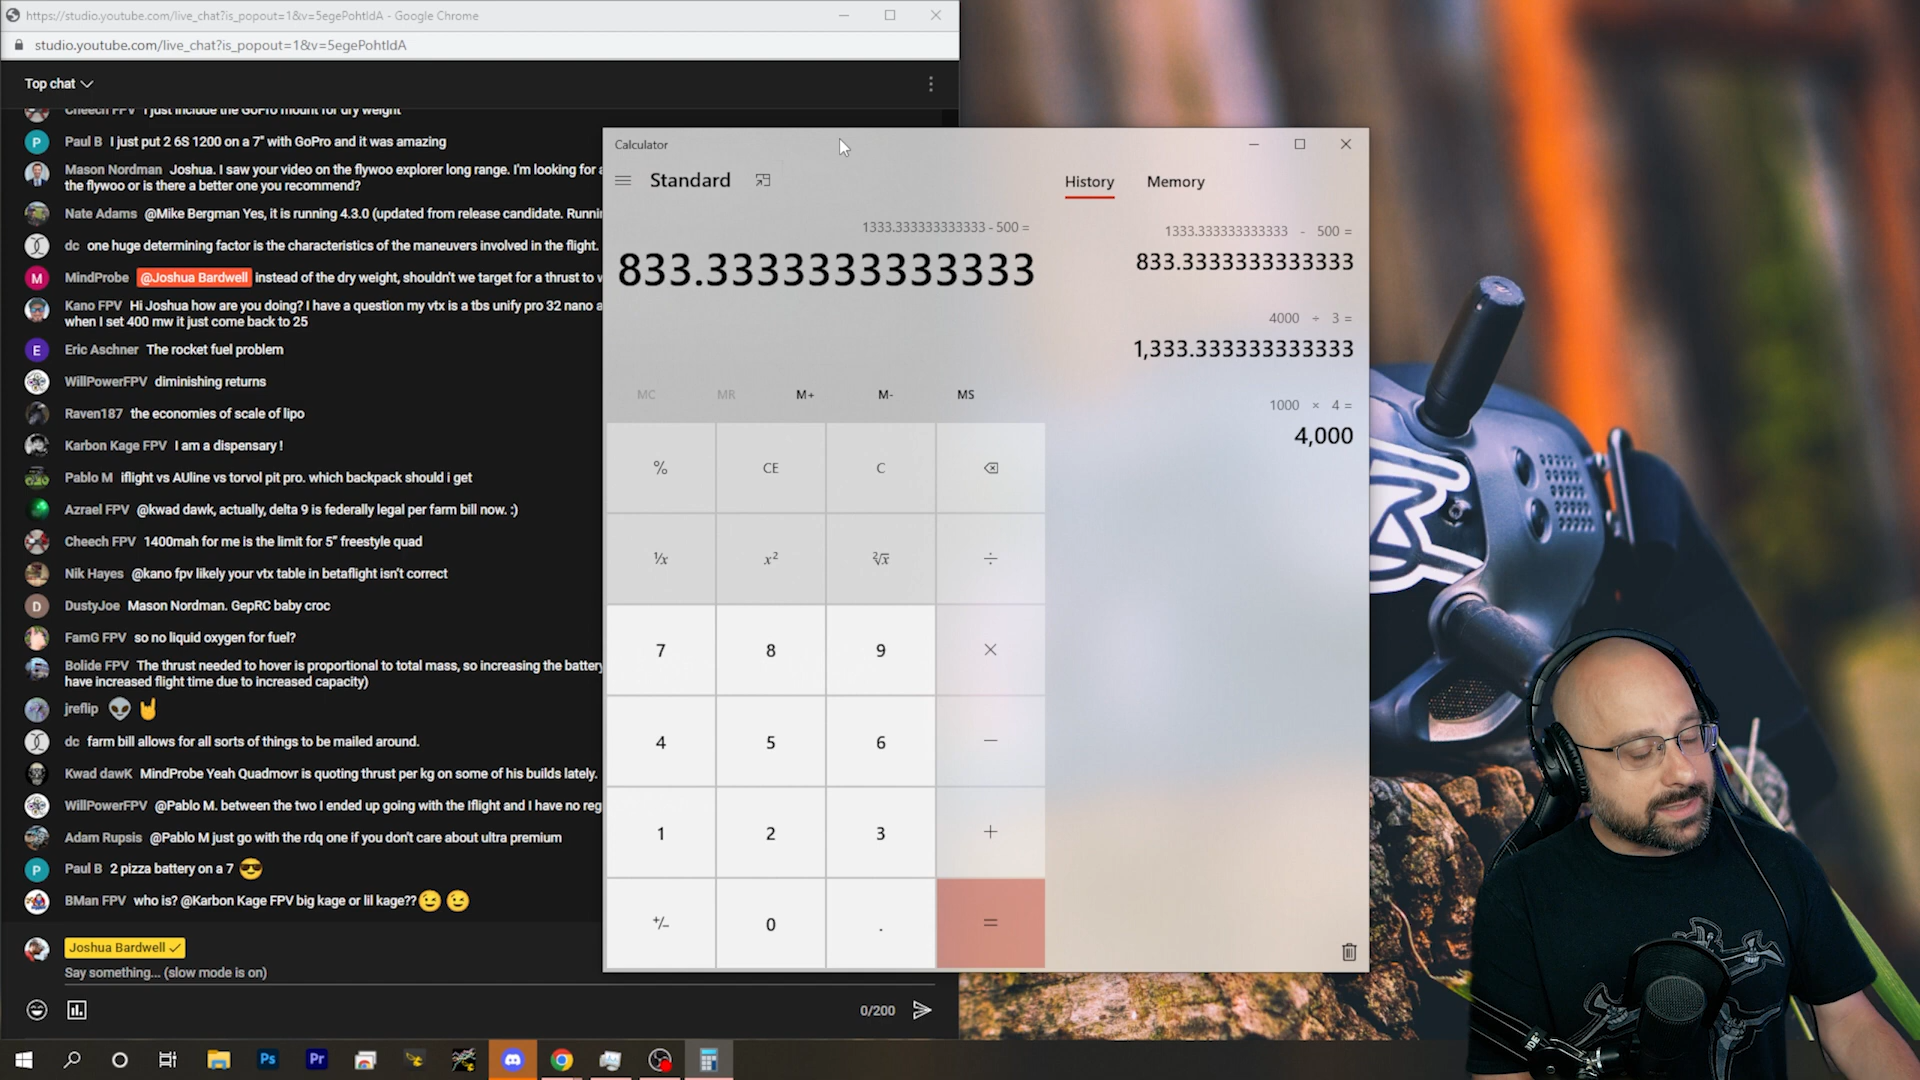 https://studio.youtube.com/live_chat?is_popout=1&v=5egePohtIdA - Google Chrome
studio.youtube.com/live_chat?is_popout=1&v=5egePohtIdA
Top chat
Cheech FPV I just include the GoPro mount for dry weight
Paul B I just put 2 6S 1200 on a 7" with GoPro and it was amazing
Mason Nordman Joshua. I saw your video on the flywoo explorer long range. I'm looking for
the flywoo or is there a better one you recommend?
Nate Adams @Mike Bergman Yes, it is running 4.3.0 (updated from release candidate.
dc one huge determining factor is the characteristics of the maneuvers involved in the flight.
M MindProbe @Joshua Bardwell instead of the dry weight, shouldn't we target for a thrust to
Kano FPV Hi Joshua how are you doing? I have a question my vtx is a tbs unify pro 32 nano
when I set 400 mw it just come back to 25
E Eric Aschner The rocket fuel problem
WillPowerFPV diminishing returns
Raven187 the economies of scale of lipo
Karbon Kage FPV I am a dispensary !
Pablo M iflight vs AUline vs torvol pit pro. which backpack should i get
Azrael FPV @kwad dawk, actually, delta 9 is federally legal per farm bill now. :)
Cheech FPV 1400mah for me is the limit for 5" freestyle quad
Nik Hayes @kano fpv likely your vtx table in betaflight isn't correct
D DustyJoe Mason Nordman. GepRC baby croc
FamG FPV so no liquid oxygen for fuel?
Bolide FPV The thrust needed to hover is proportional to total mass, so increasing the battery
have increased flight time due to increased capacity)
jreflip 👽 🤘
dc farm bill allows for all sorts of things to be mailed around.
Kwad dawK MindProbe Yeah Quadmovr is quoting thrust per kg on some of his builds lately.
WillPowerFPV @Pablo M. between the two I ended up going with the Iflight and I have no
Adam Rupsis @Pablo M just go with the rdq one if you don't care about ultra premium
P Paul B 2 pizza battery on a 7 😎
BMan FPV who is? @Karbon Kage FPV big kage or lil kage?? 😉 😉
Joshua Bardwell ✓
Say something... (slow mode is on)
0/200
Calculator
Standard
1333.333333333333 - 500 =
833.3333333333333
MC MR M+ M- MS
% CE C
¹/x x² ²√x ÷
7 8 9 ×
4 5 6 −
1 2 3 +
+/− 0 . =
History Memory
1333.333333333333 - 500 =
833.3333333333333
4000 ÷ 3 =
1,333.333333333333
1000 × 4 =
4,000
Ps Pr